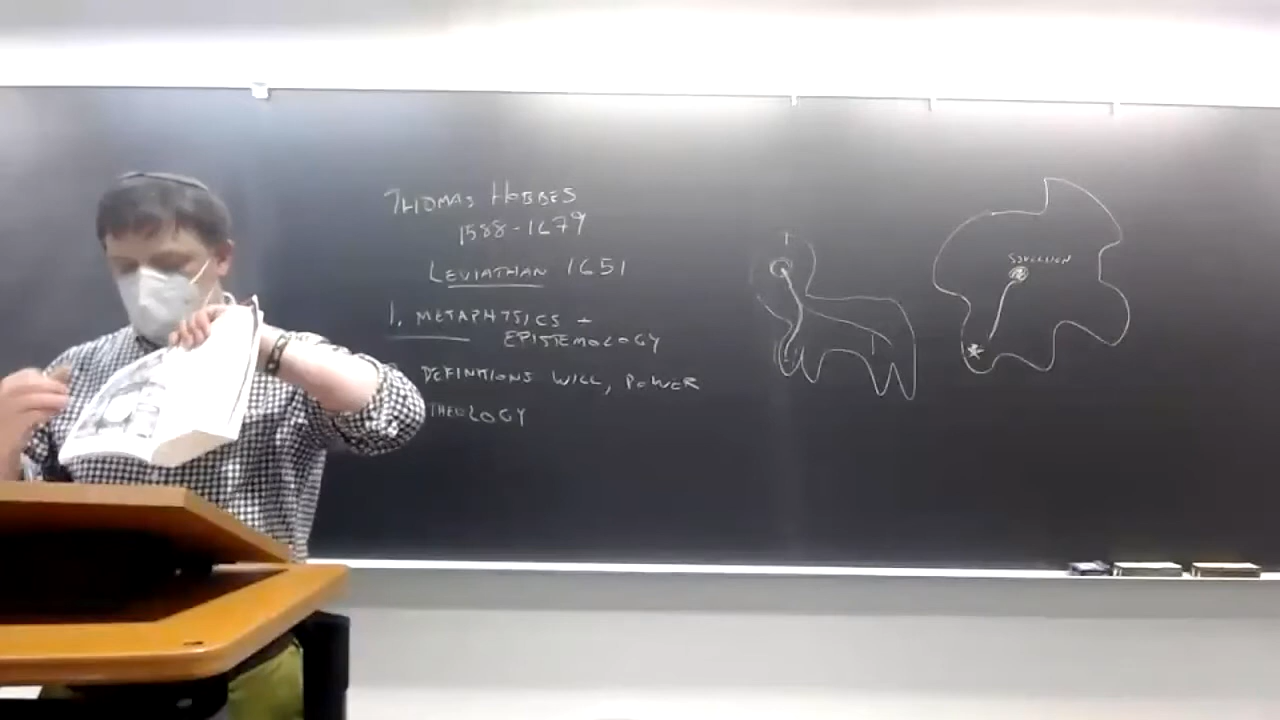 THOMAS HOBBES
1588-1679
LEVIATHAN 1651
1. METAPHYSICS +
EPISTEMOLOGY
DEFINITIONS WILL, POWER
THEOLOGY
SOVEREIGN